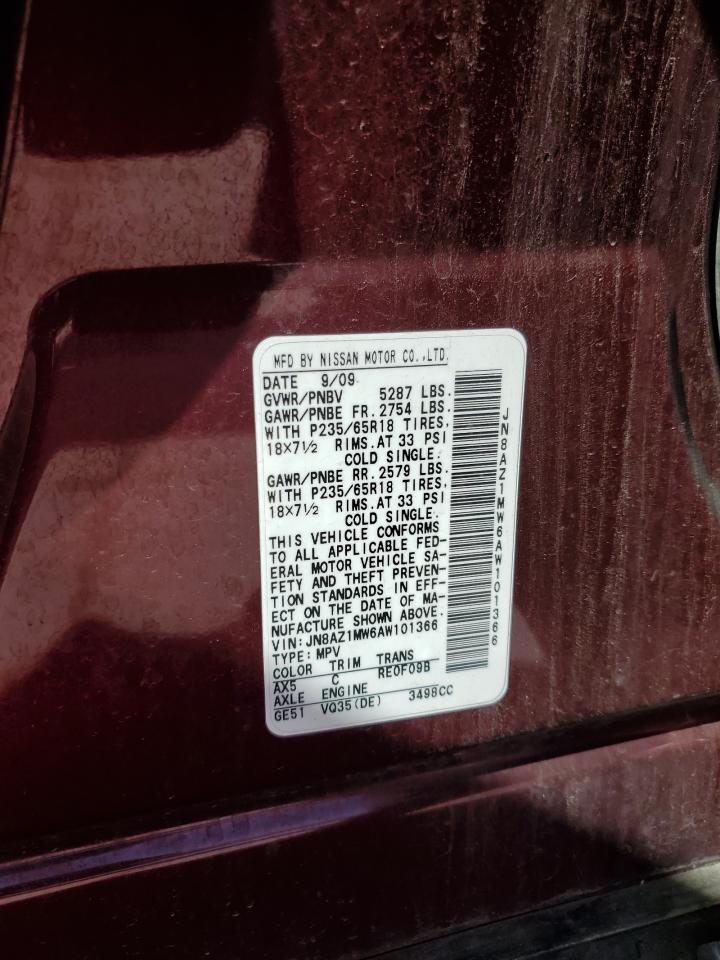 MFD BY NISSAN MOTOR CO.,LTD.
DATE 9/09
GVWR/PNBV 5287 LBS.
GAWR/PNBE FR. 2754 LBS.
WITH P235/65R18 TIRES,
18×7½ RIMS.AT 33 PSI
COLD SINGLE.
GAWR/PNBE RR. 2579 LBS.
WITH P235/65R18 TIRES,
18×7½ RIMS.AT 33 PSI
COLD SINGLE.
THIS VEHICLE CONFORMS
TO ALL APPLICABLE FED-
ERAL MOTOR VEHICLE SA-
FETY AND THEFT PREVEN-
TION STANDARDS IN EFF-
ECT ON THE DATE OF MA-
NUFACTURE SHOWN ABOVE.
VIN:JN8AZ1MW6AW101366
TYPE:MPV
COLOR TRIM TRANS
AX5 C RE0F09B
AXLE ENGINE
GE51 VQ35(DE) 3498CC
JN8AZ1MW6AW101366